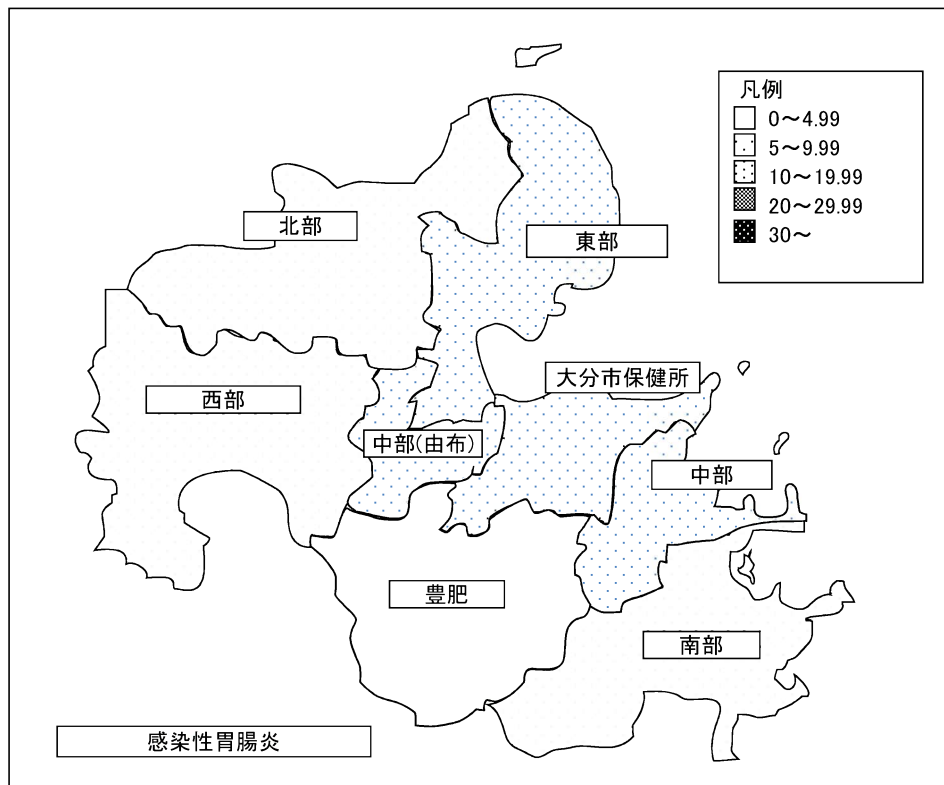 凡例
0～4.99
5～9.99
10～19.99
20～29.99
30～
北部
東部
大分市保健所
西部
中部(由布)
中部
豊肥
南部
感染性胃腸炎